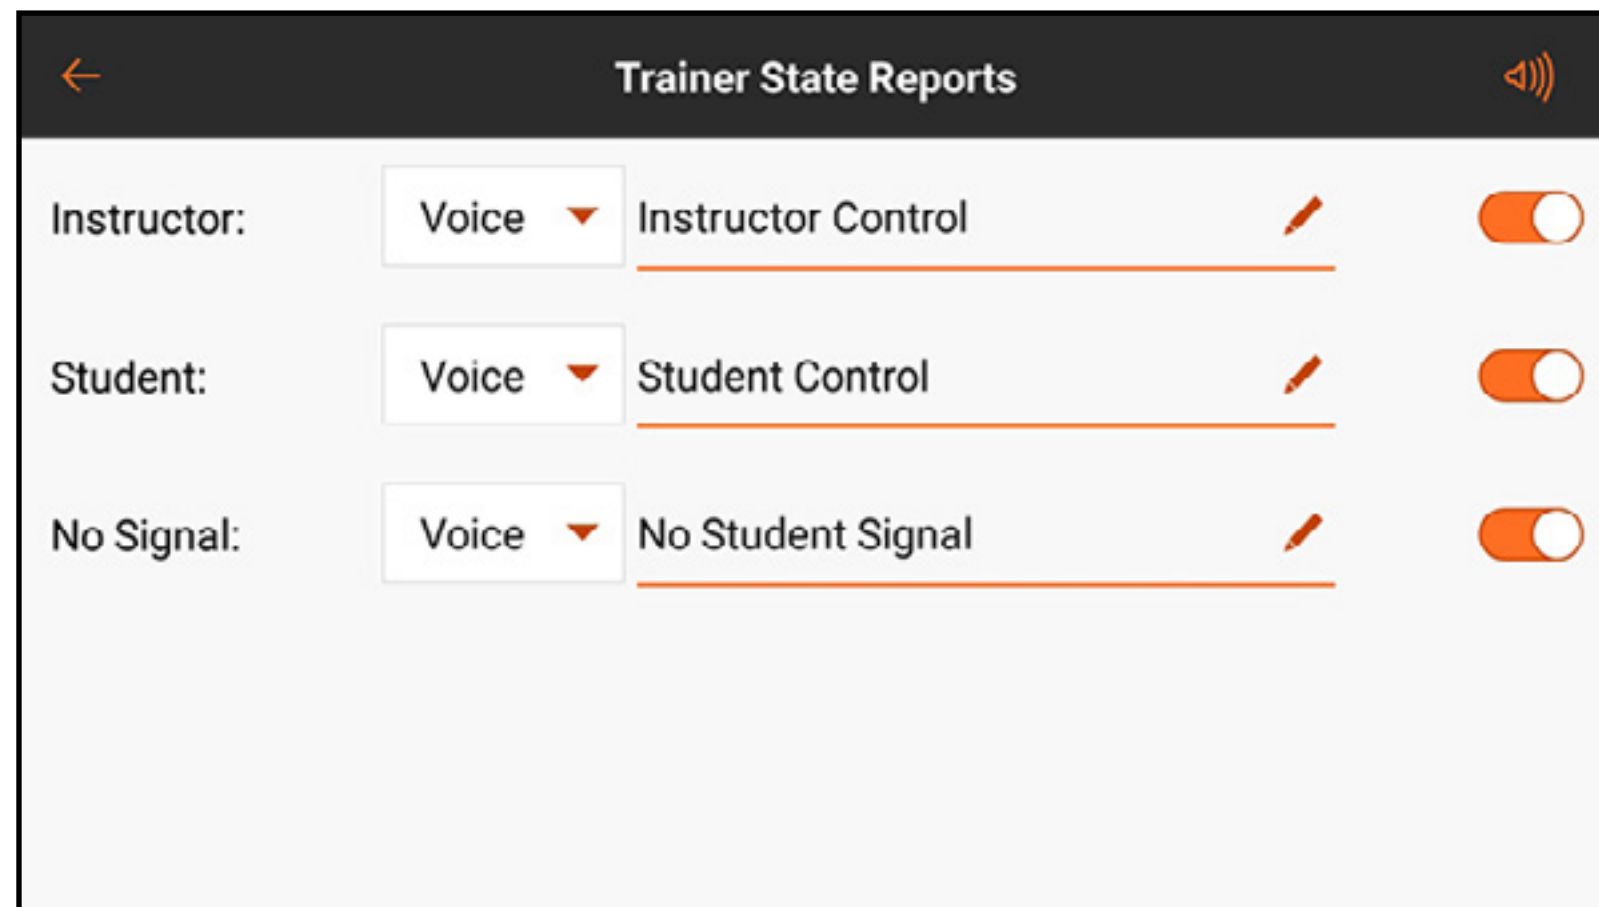 Trainer State Reports
Instructor: Voice Instructor Control
Student: Voice Student Control
No Signal: Voice No Student Signal